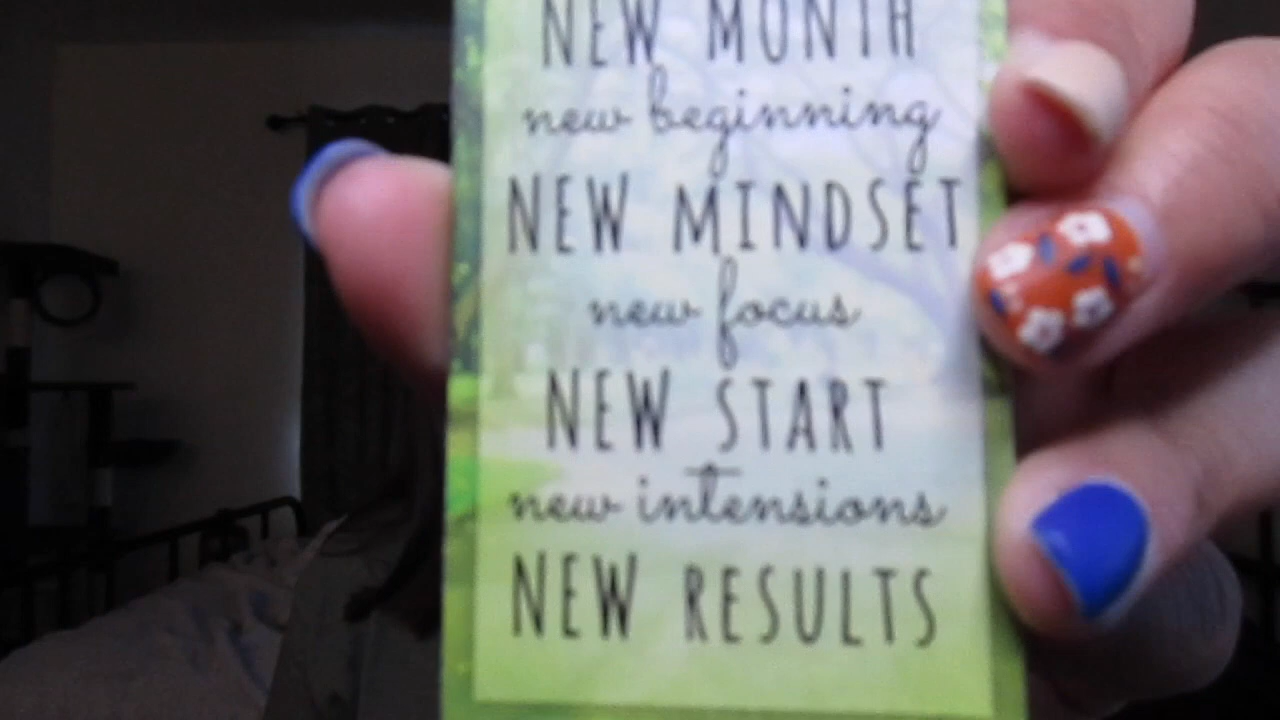 NEW MONTH
new beginning
NEW MINDSET
new focus
NEW START
new intensions
NEW RESULTS